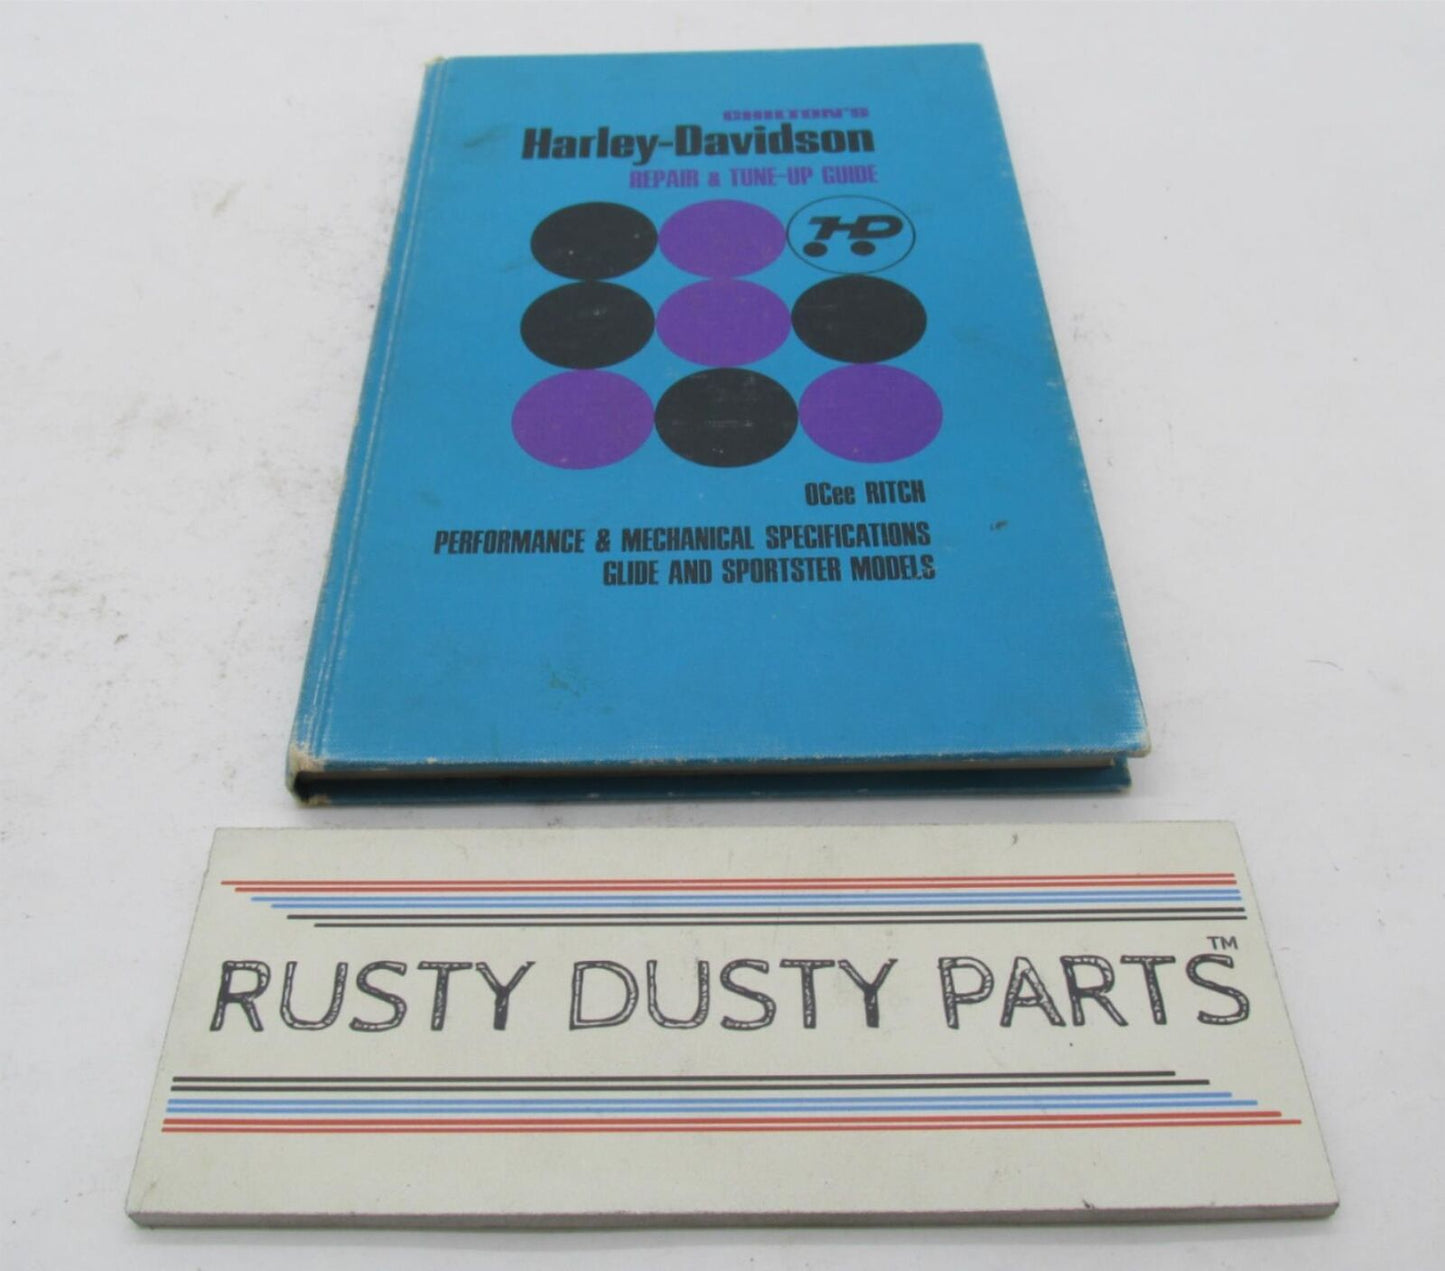 CHILTON'S
Harley-Davidson
REPAIR & TUNE-UP GUIDE
HD
OCee RITCH
PERFORMANCE & MECHANICAL SPECIFICATIONS
GLIDE AND SPORTSTER MODELS
RUSTY DUSTY PARTS™